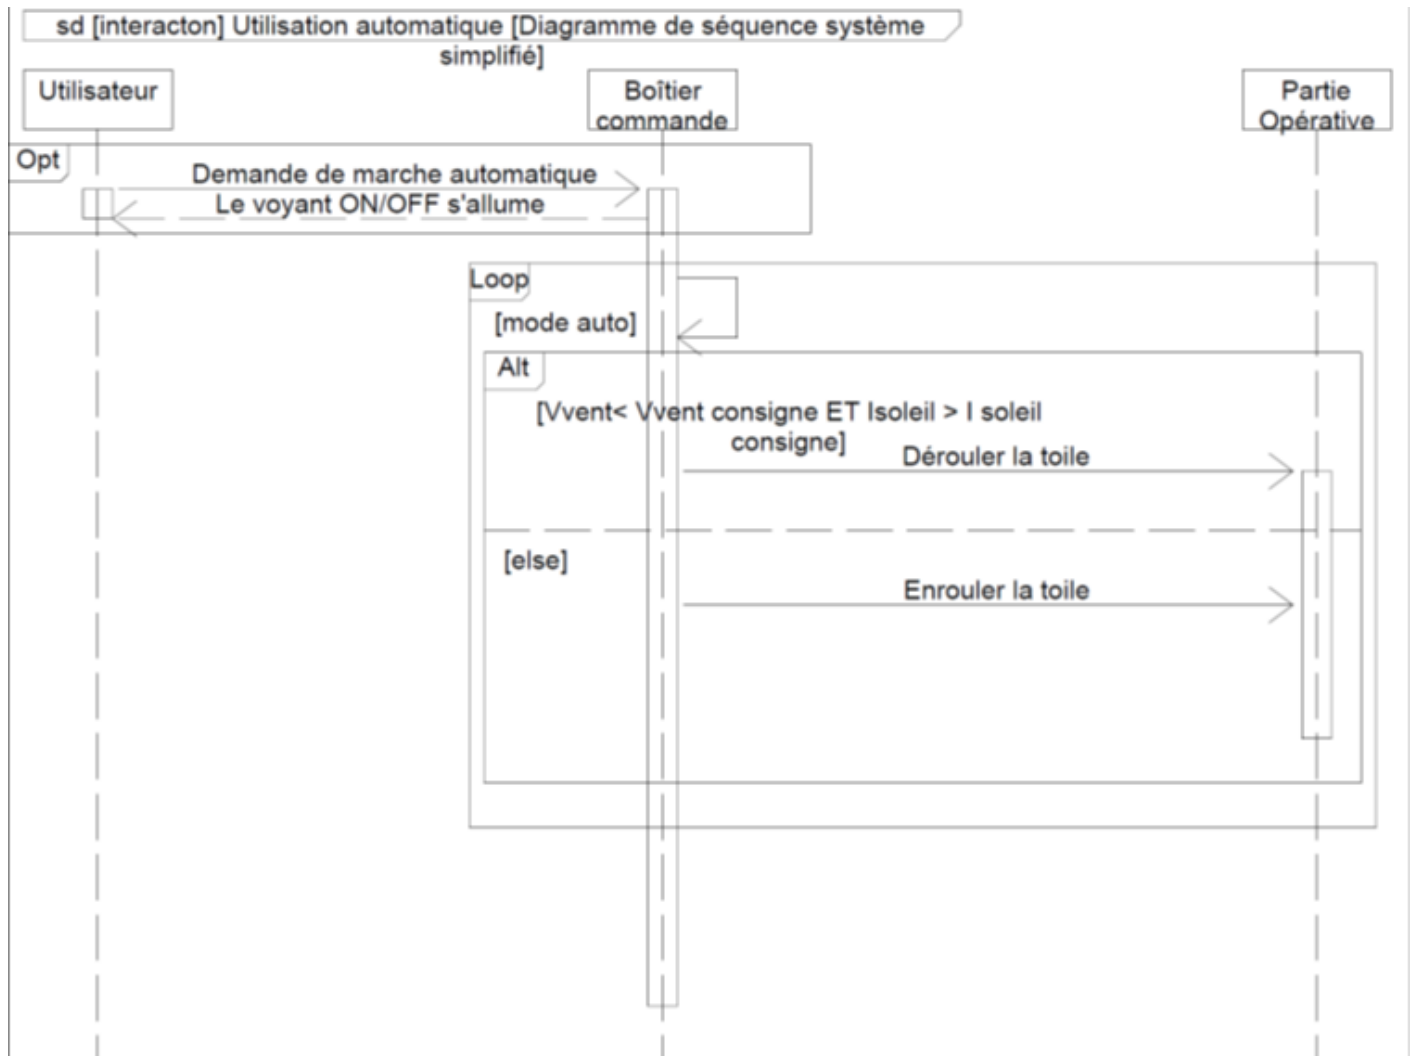 sd [interacton] Utilisation automatique [Diagramme de séquence système
simplifié]
Utilisateur
Boîtier
commande
Partie
Opérative
Opt
Demande de marche automatique
Le voyant ON/OFF s'allume
Loop
[mode auto]
Alt
[Vvent< Vvent consigne ET Isoleil > I soleil
consigne]
Dérouler la toile
[else]
Enrouler la toile